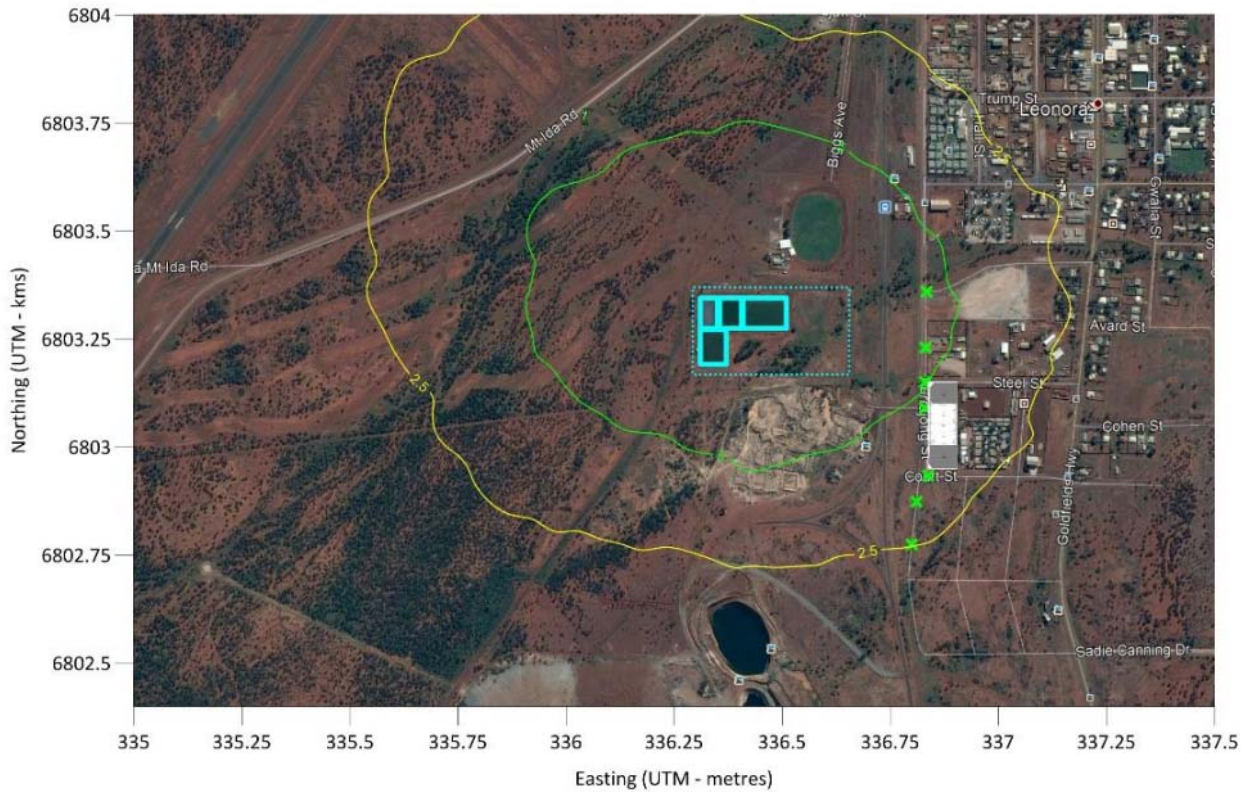 6804
6803.75
6803.5
6803.25
6803
6802.75
6802.5
Northing (UTM - kms)
Mt-Ida Rd
Biggs Ave
Trump St
Leonora
Hall St
Gwalia St
2.5
7
a-Mt-Ida Rd
Avard St
2.5
Steel St
Cohen St
Goldfields Hwy
2.5
Sadie Canning Dr
335
335.25
335.5
335.75
336
336.25
336.5
336.75
337
337.25
337.5
Easting (UTM - metres)